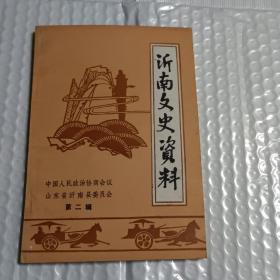 沂南文史資料
中国人民政治协商会议
山东省沂南县委员会
第二辑